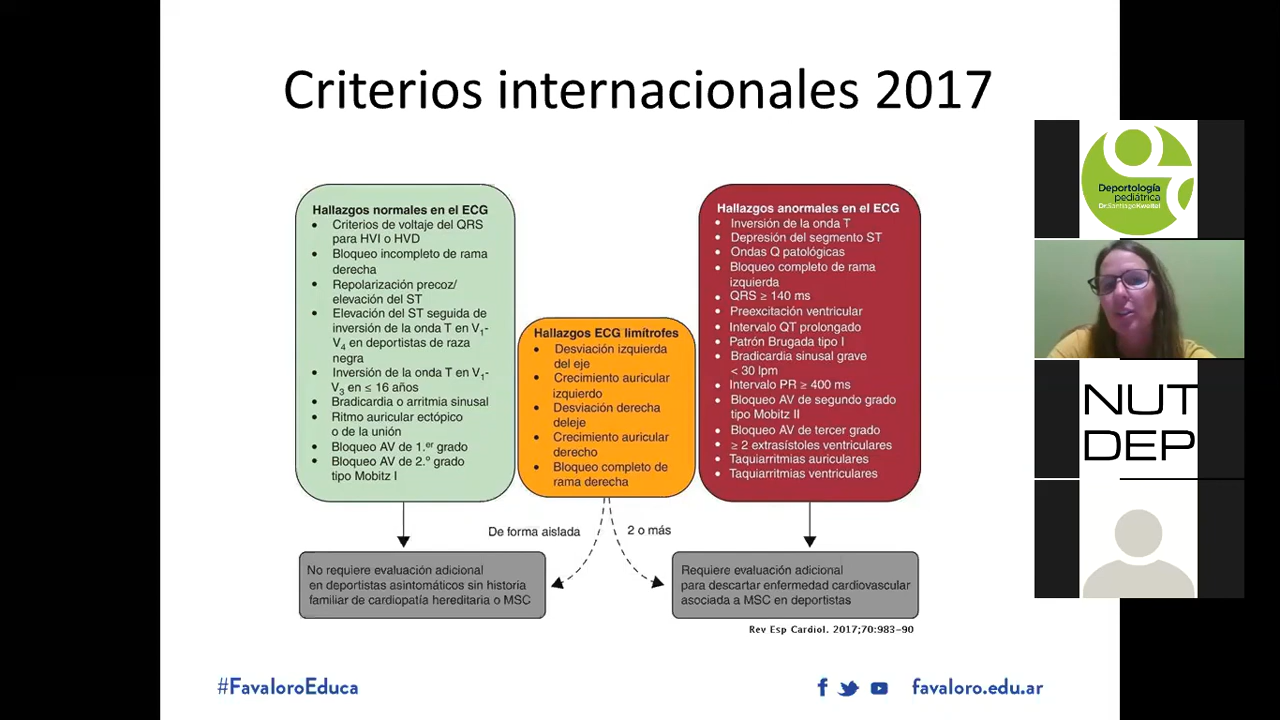 Criterios internacionales 2017
Hallazgos normales en el ECG
• Criterios de voltaje del QRS
para HVI o HVD
• Bloqueo incompleto de rama
derecha
• Repolarización precoz/
elevación del ST
• Elevación del ST seguida de
inversión de la onda T en V1-
V4 en deportistas de raza
negra
• Inversión de la onda T en V1-
V3 en ≤ 16 años
• Bradicardia o arritmia sinusal
• Ritmo auricular ectópico
o de la unión
• Bloqueo AV de 1.er grado
• Bloqueo AV de 2.º grado
tipo Mobitz I
Hallazgos ECG limítrofes
• Desviación izquierda
del eje
• Crecimiento auricular
izquierdo
• Desviación derecha
deleje
• Crecimiento auricular
derecho
• Bloqueo completo de
rama derecha
Hallazgos anormales en el ECG
• Inversión de la onda T
• Depresión del segmento ST
• Ondas Q patológicas
• Bloqueo completo de rama
izquierda
• QRS ≥ 140 ms
• Preexcitación ventricular
• Intervalo QT prolongado
• Patrón Brugada tipo I
• Bradicardia sinusal grave
< 30 lpm
• Intervalo PR ≥ 400 ms
• Bloqueo AV de segundo grado
tipo Mobitz II
• Bloqueo AV de tercer grado
• ≥ 2 extrasístoles ventriculares
• Taquiarritmias auriculares
• Taquiarritmias ventriculares
De forma aislada
2 o más
No requiere evaluación adicional
en deportistas asintomáticos sin historia
familiar de cardiopatía hereditaria o MSC
Requiere evaluación adicional
para descartar enfermedad cardiovascular
asociada a MSC en deportistas
Rev Esp Cardiol. 2017;70:983-90
#FavaloroEduca
favaloro.edu.ar
Deportología
pediátrica
Dr.Santiago Kweitel
NUT
DEP